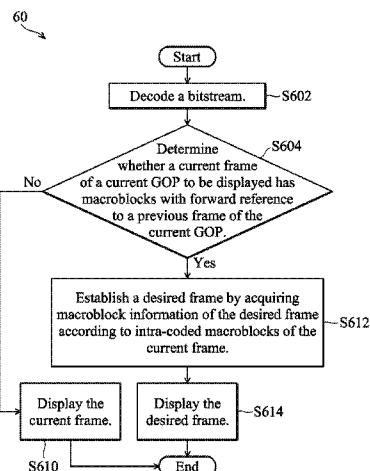 60
Start
Decode a bitstream.
S602
Determine
whether a current frame
of a current GOP to be displayed has
macroblocks with forward reference
to a previous frame of the
current GOP.
S604
No
Yes
Establish a desired frame by acquiring
macroblock information of the desired frame
according to intra-coded macroblocks of the
current frame.
S612
Display the
current frame.
S610
Display the
desired frame.
S614
End